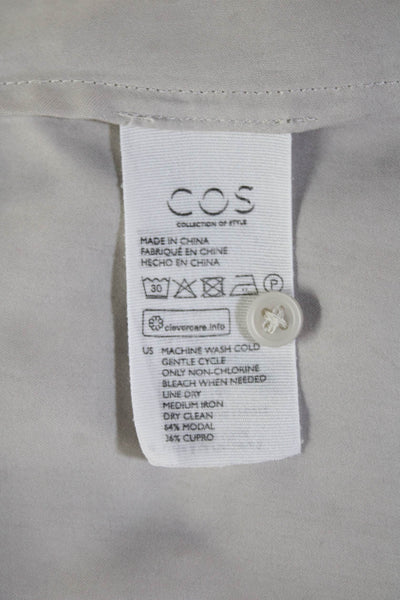 COS
COLLECTION OF STYLE
MADE IN CHINA
FABRIQUÉ EN CHINE
HECHO EN CHINA
30 P
clevercare.info
US MACHINE WASH COLD
GENTLE CYCLE
ONLY NON-CHLORINE
BLEACH WHEN NEEDED
LINE DRY
MEDIUM IRON
DRY CLEAN
64% MODAL
36% CUPRO